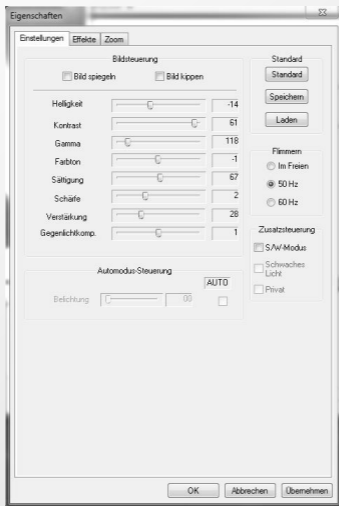 Eigenschaften
Einstellungen Effekte Zoom
Bildsteuerung
Bild spiegeln Bild kippen
Helligkeit -14
Kontrast 61
Gamma 118
Farbton -1
Sättigung 67
Schärfe 2
Verstärkung 28
Gegenlichtkomp. 1
Automodus-Steuerung
AUTO
Belichtung 00
Standard
Standard
Speichern
Laden
Flimmern
Im Freien
50 Hz
60 Hz
Zusatzsteuerung
S/W-Modus
Schwaches
Licht
Privat
OK Abbrechen Übernehmen